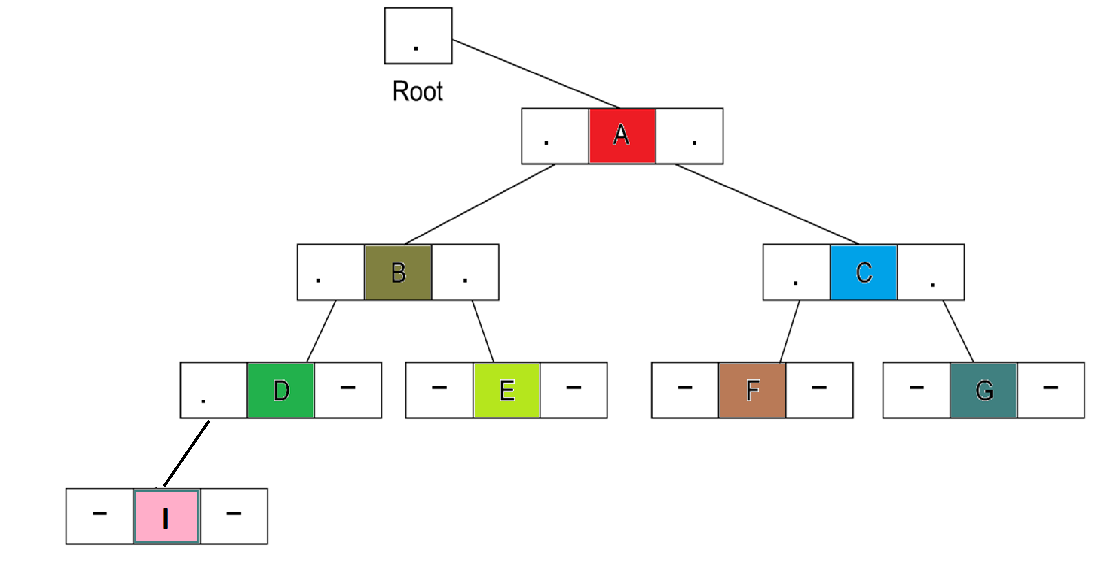 .
Root
. A .
. B .
. C .
. D -
- E -
- F -
- G -
- I -